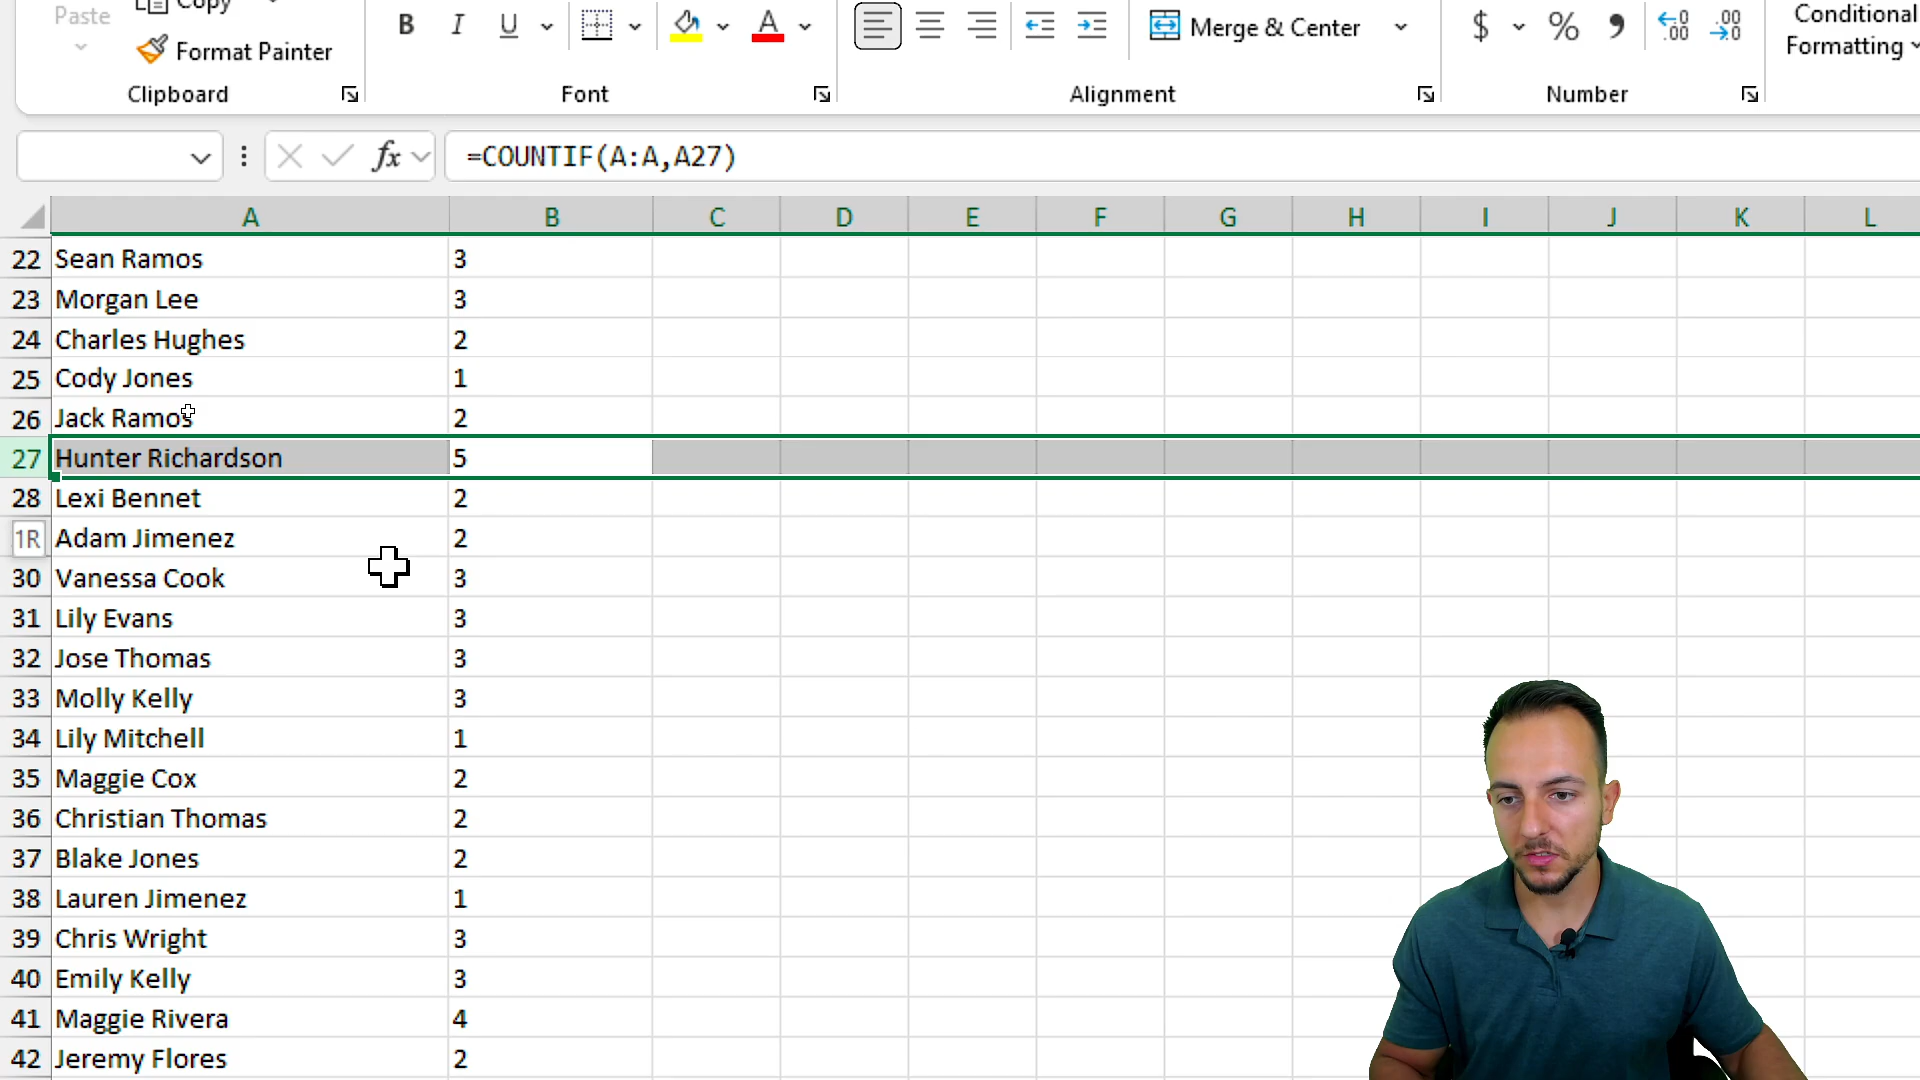 Paste
Copy
Format Painter
Clipboard
B I U
A
Font
Merge & Center
Alignment
$ % ,
←0 .00
.00 →0
Number
Conditional
Formatting
fx
=COUNTIF(A:A,A27)
A B C D E F G H I J K L
22 Sean Ramos 3
23 Morgan Lee 3
24 Charles Hughes 2
25 Cody Jones 1
26 Jack Ramos 2
27 Hunter Richardson 5
28 Lexi Bennet 2
1R Adam Jimenez 2
30 Vanessa Cook 3
31 Lily Evans 3
32 Jose Thomas 3
33 Molly Kelly 3
34 Lily Mitchell 1
35 Maggie Cox 2
36 Christian Thomas 2
37 Blake Jones 2
38 Lauren Jimenez 1
39 Chris Wright 3
40 Emily Kelly 3
41 Maggie Rivera 4
42 Jeremy Flores 2